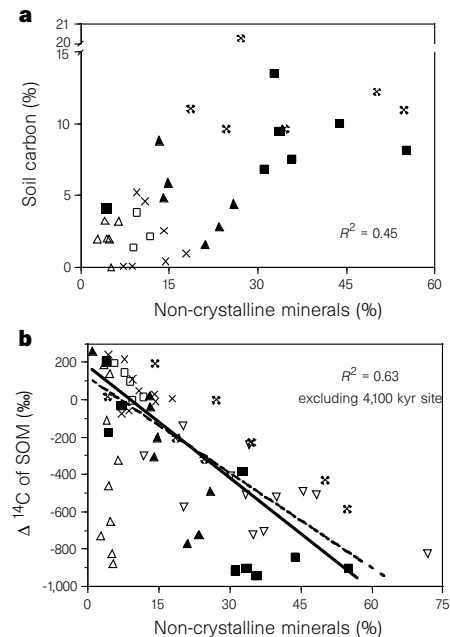 a
21
20
15
10
5
0
Soil carbon (%)
R² = 0.45
0 15 30 45 60
Non-crystalline minerals (%)
b
200
0
-200
-400
-600
-800
-1,000
Δ ¹⁴C of SOM (‰)
R² = 0.63
excluding 4,100 kyr site
0 15 30 45 60 75
Non-crystalline minerals (%)